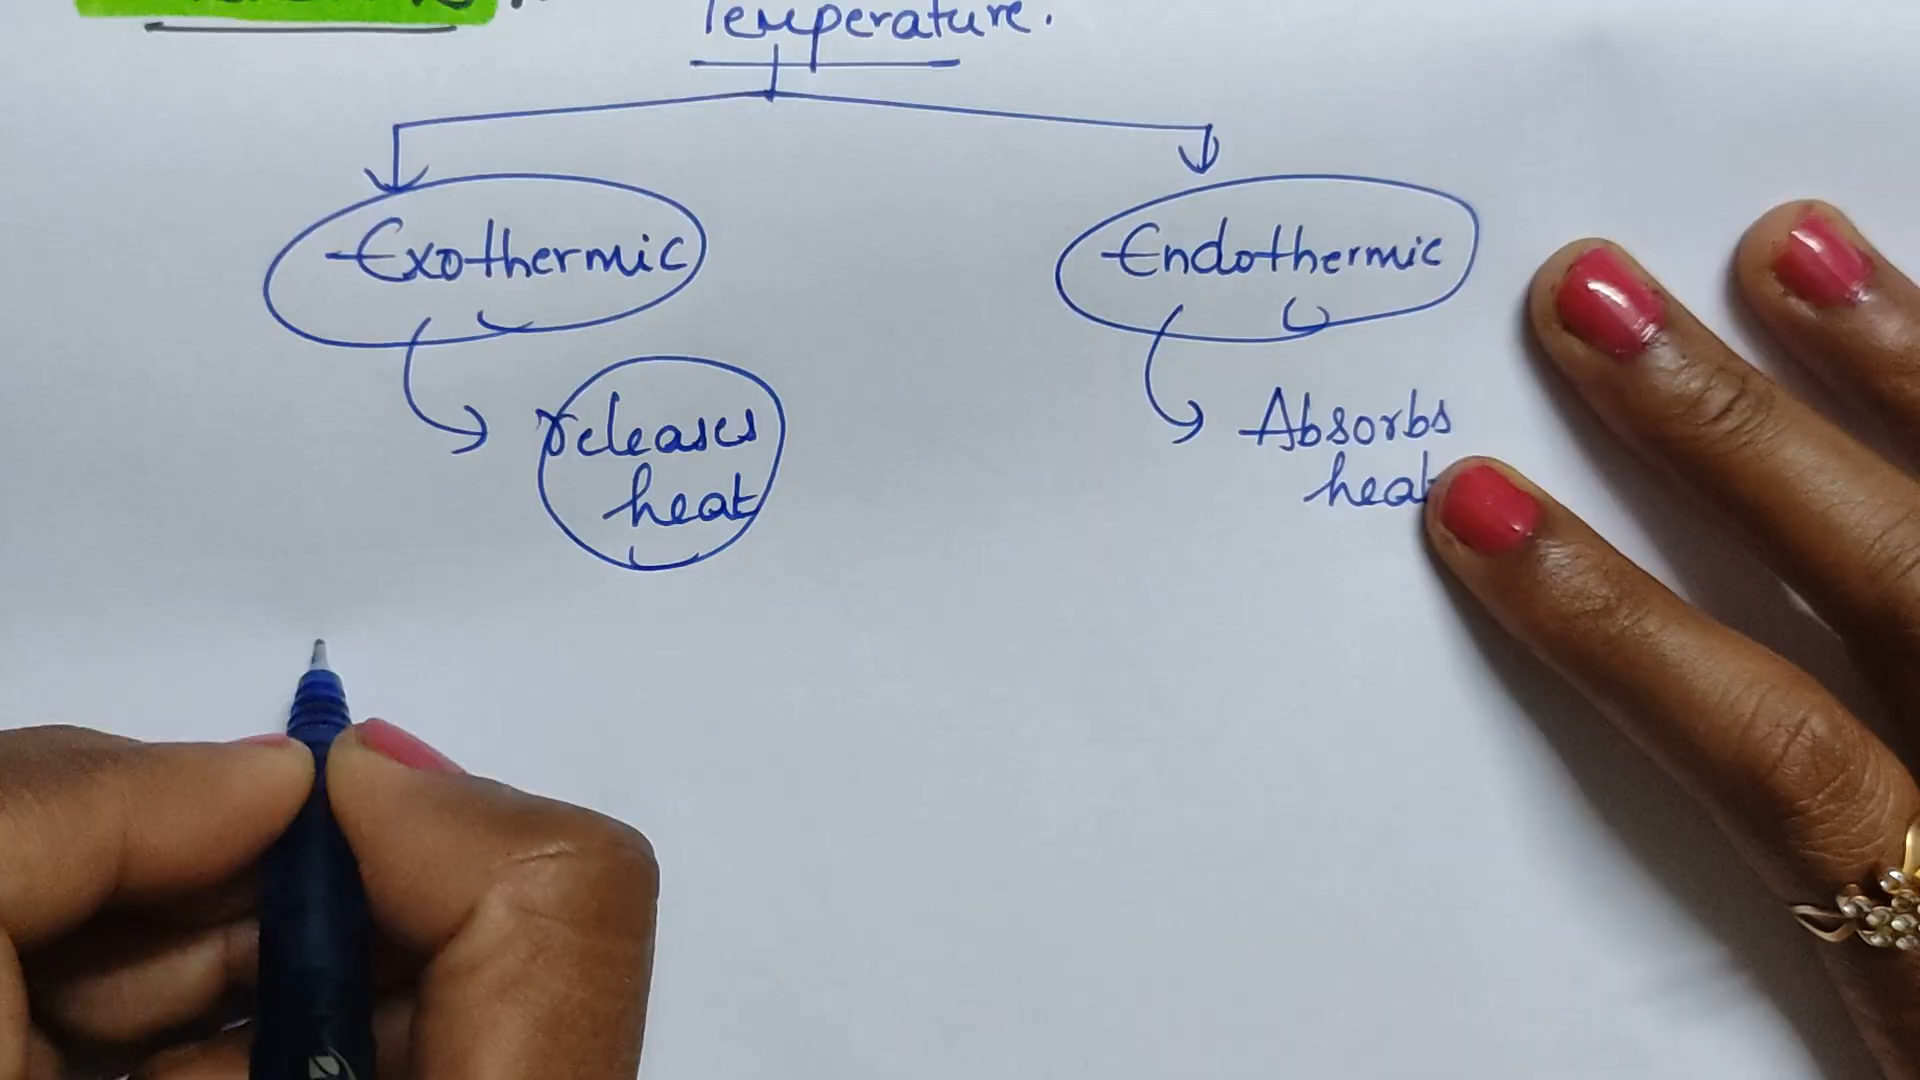 Temperature.
Exothermic
Endothermic
releases
heat
Absorbs
heat